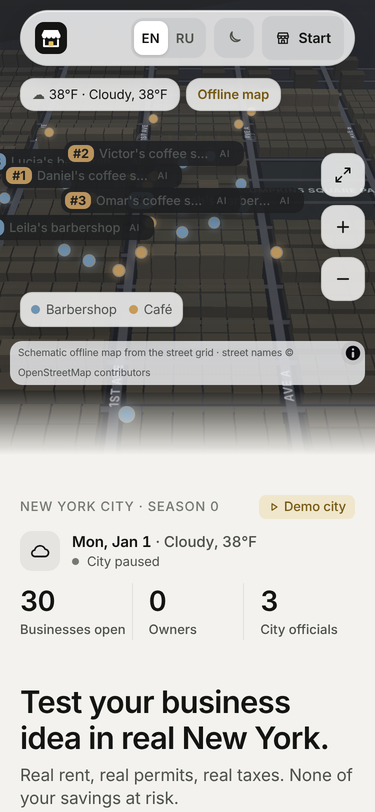 EN RU Start
38°F · Cloudy, 38°F Offline map
#2 Victor's coffee s... AI
Lucia's b
#1 Daniel's coffee s... AI
#3 Omar's coffee s... AI ber... AI
Leila's barbershop AI
Barbershop Café
Schematic offline map from the street grid · street names ©
OpenStreetMap contributors
1ST A
AVE A
NEW YORK CITY · SEASON 0 Demo city
Mon, Jan 1 · Cloudy, 38°F
City paused
30 0 3
Businesses open Owners City officials
Test your business
idea in real New York.
Real rent, real permits, real taxes. None of
your savings at risk.